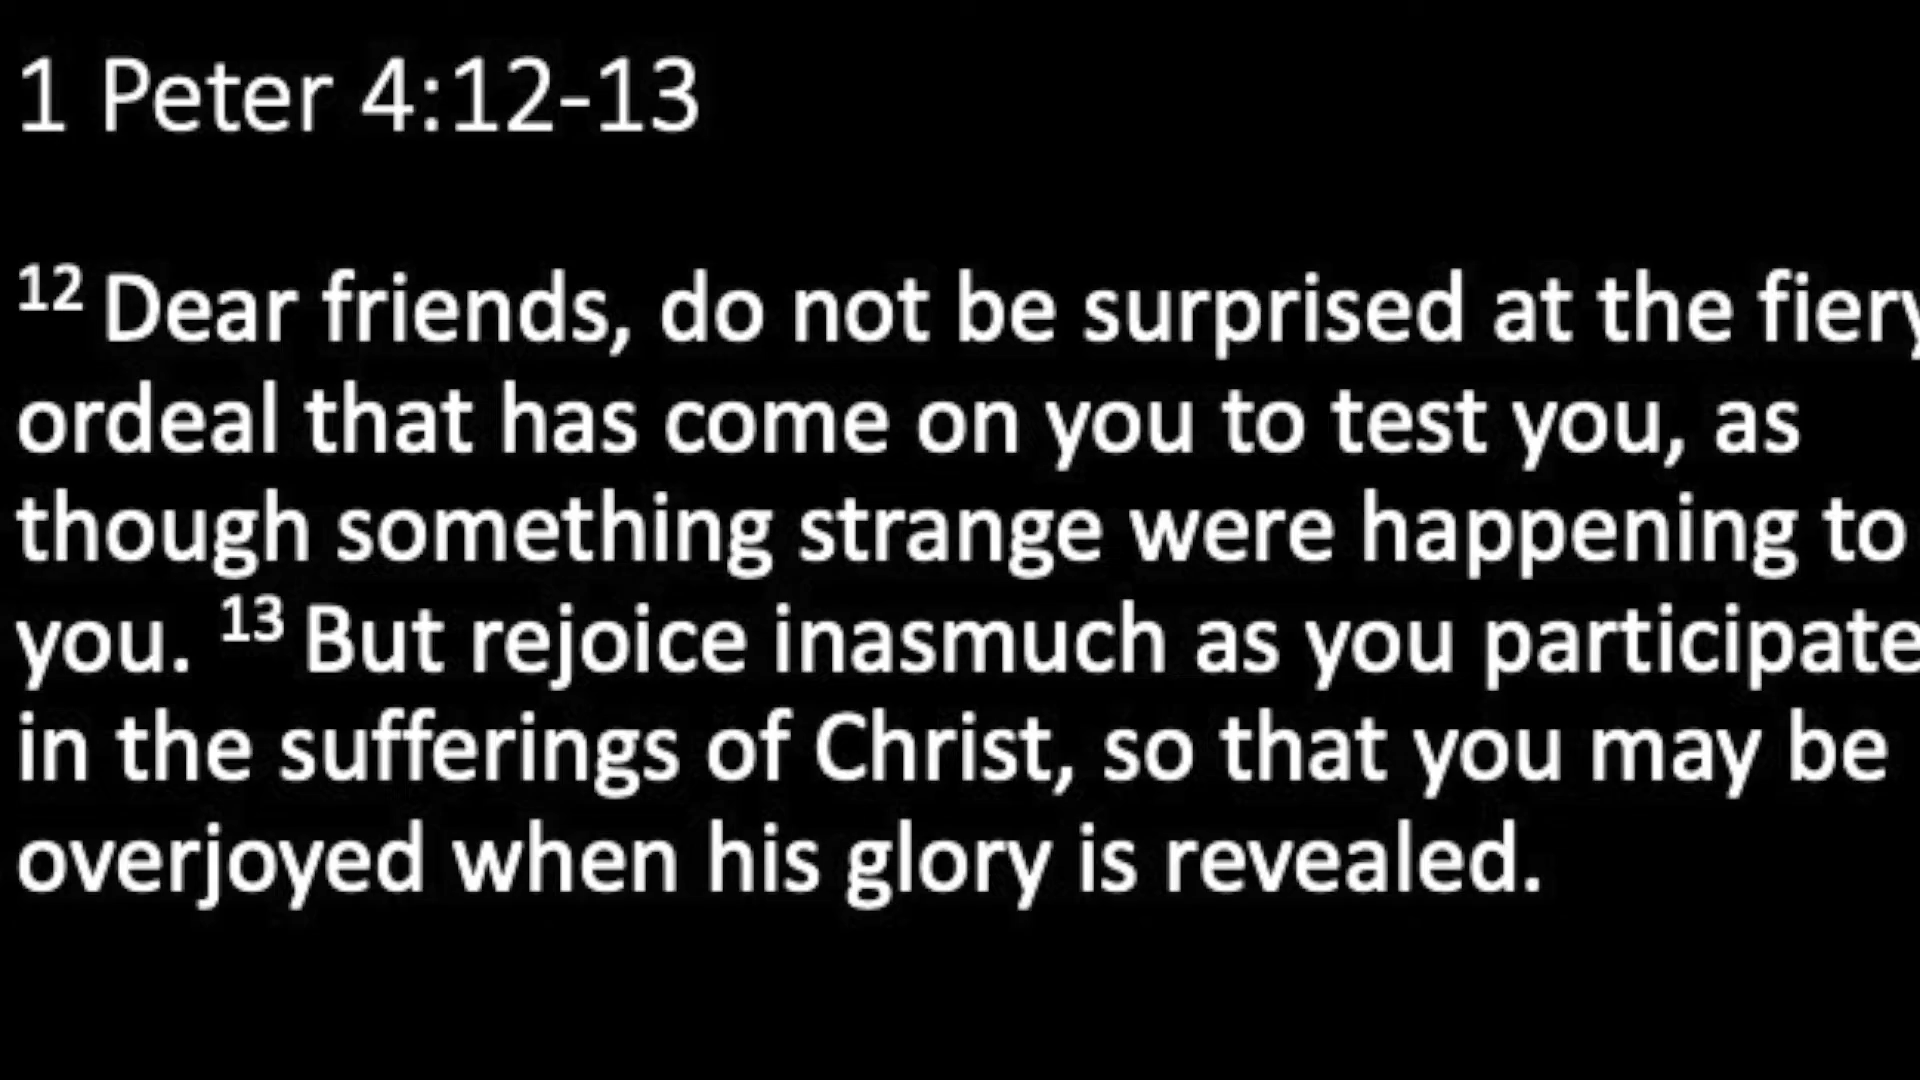 1 Peter 4:12-13
12 Dear friends, do not be surprised at the fiery
ordeal that has come on you to test you, as
though something strange were happening to
you. 13 But rejoice inasmuch as you participate
in the sufferings of Christ, so that you may be
overjoyed when his glory is revealed.